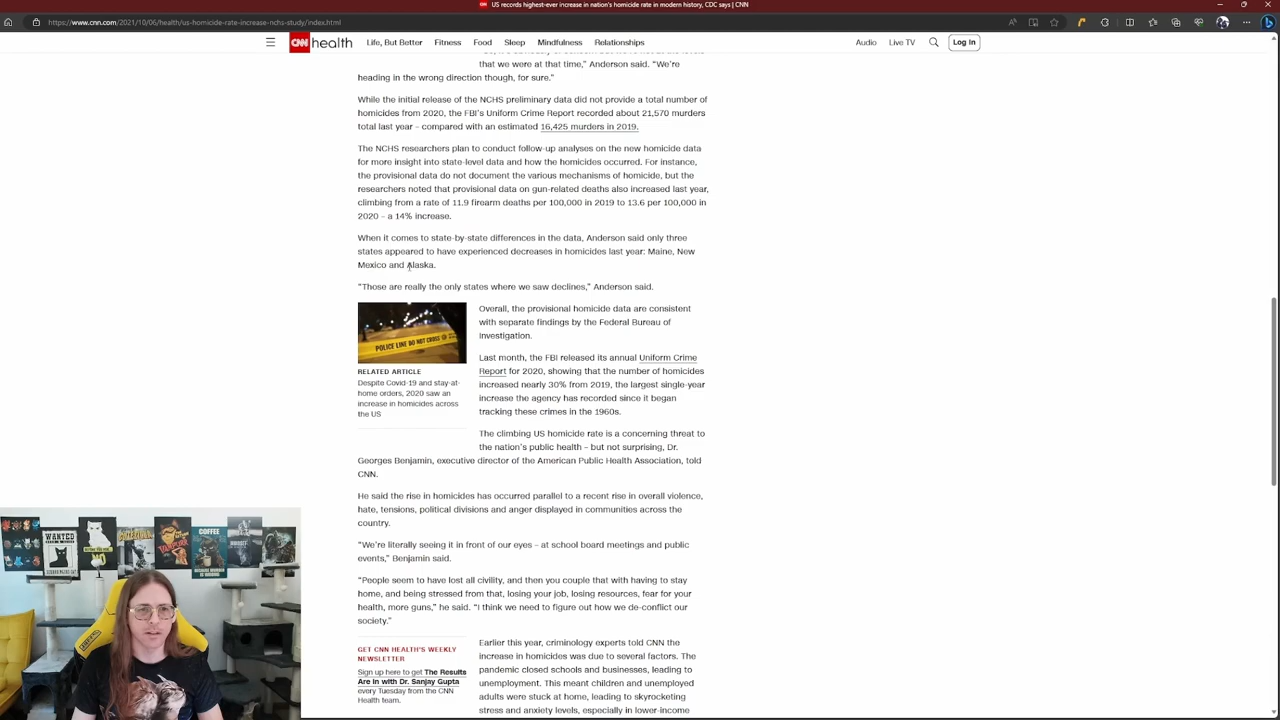 US records highest-ever increase in nation's homicide rate in modern history, CDC says | CNN
https://www.cnn.com/2021/10/06/health/us-homicide-rate-increase-nchs-study/index.html
CNN health Life, But Better Fitness Food Sleep Mindfulness Relationships Audio Live TV Log In
that we were at that time," Anderson said. "We're
heading in the wrong direction though, for sure."
While the initial release of the NCHS preliminary data did not provide a total number of
homicides from 2020, the FBI's Uniform Crime Report recorded about 21,570 murders
total last year – compared with an estimated 16,425 murders in 2019.
The NCHS researchers plan to conduct follow-up analyses on the new homicide data
for more insight into state-level data and how the homicides occurred. For instance,
the provisional data do not document the various mechanisms of homicide, but the
researchers noted that provisional data on gun-related deaths also increased last year,
climbing from a rate of 11.9 firearm deaths per 100,000 in 2019 to 13.6 per 100,000 in
2020 – a 14% increase.
When it comes to state-by-state differences in the data, Anderson said only three
states appeared to have experienced decreases in homicides last year: Maine, New
Mexico and Alaska.
"Those are really the only states where we saw declines," Anderson said.
POLICE LINE DO NOT CROSS
RELATED ARTICLE
Despite Covid-19 and stay-at-
home orders, 2020 saw an
increase in homicides across
the US
Overall, the provisional homicide data are consistent
with separate findings by the Federal Bureau of
Investigation.
Last month, the FBI released its annual Uniform Crime
Report for 2020, showing that the number of homicides
increased nearly 30% from 2019, the largest single-year
increase the agency has recorded since it began
tracking these crimes in the 1960s.
The climbing US homicide rate is a concerning threat to
the nation's public health – but not surprising, Dr.
Georges Benjamin, executive director of the American Public Health Association, told
CNN.
He said the rise in homicides has occurred parallel to a recent rise in overall violence,
hate, tensions, political divisions and anger displayed in communities across the
country.
"We're literally seeing it in front of our eyes – at school board meetings and public
events," Benjamin said.
"People seem to have lost all civility, and then you couple that with having to stay
home, and being stressed from that, losing your job, losing resources, fear for your
health, more guns," he said. "I think we need to figure out how we de-conflict our
society."
GET CNN HEALTH'S WEEKLY
NEWSLETTER
Sign up here to get The Results
Are In with Dr. Sanjay Gupta
every Tuesday from the CNN
Health team.
Earlier this year, criminology experts told CNN the
increase in homicides was due to several factors. The
pandemic closed schools and businesses, leading to
unemployment. This meant children and unemployed
adults were stuck at home, leading to skyrocketing
stress and anxiety levels, especially in lower-income
WANTED
COFFEE